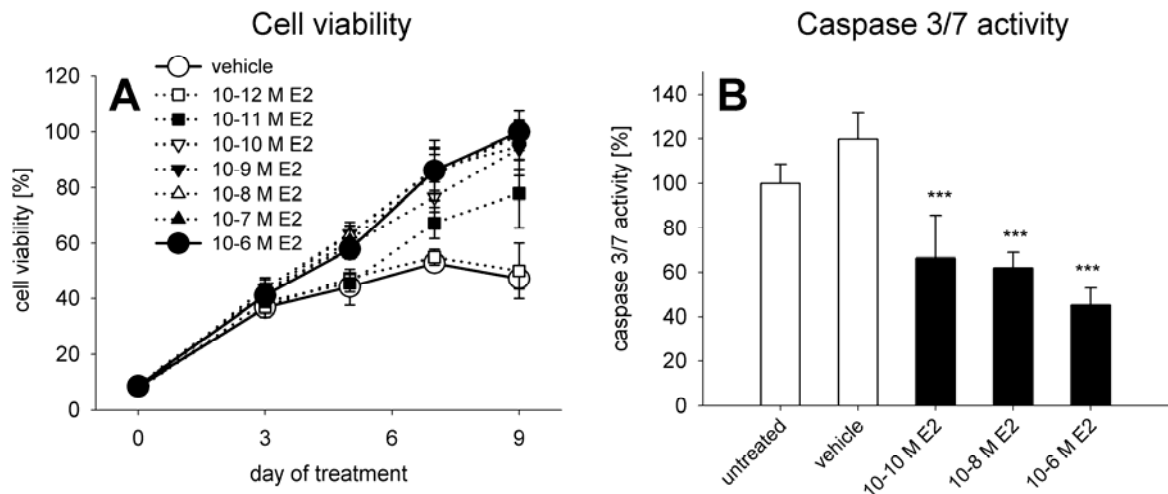 Cell viability
A
vehicle
10-12 M E2
10-11 M E2
10-10 M E2
10-9 M E2
10-8 M E2
10-7 M E2
10-6 M E2
cell viability [%]
120
100
80
60
40
20
0
0 3 6 9
day of treatment
Caspase 3/7 activity
B
caspase 3/7 activity [%]
140
120
100
80
60
40
20
0
***
***
***
untreated
vehicle
10-10 M E2
10-8 M E2
10-6 M E2